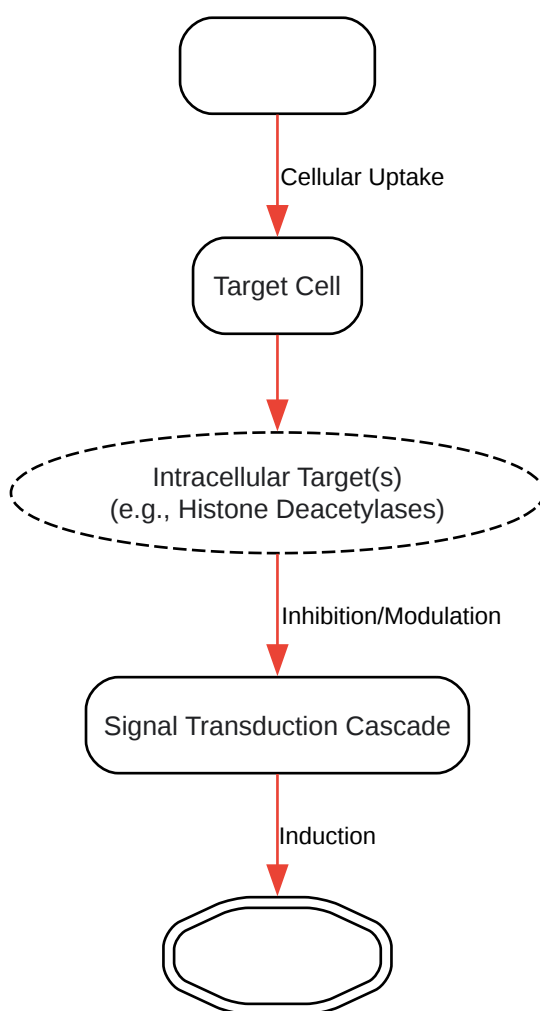 Cellular Uptake
Target Cell
Intracellular Target(s)
(e.g., Histone Deacetylases)
Inhibition/Modulation
Signal Transduction Cascade
Induction